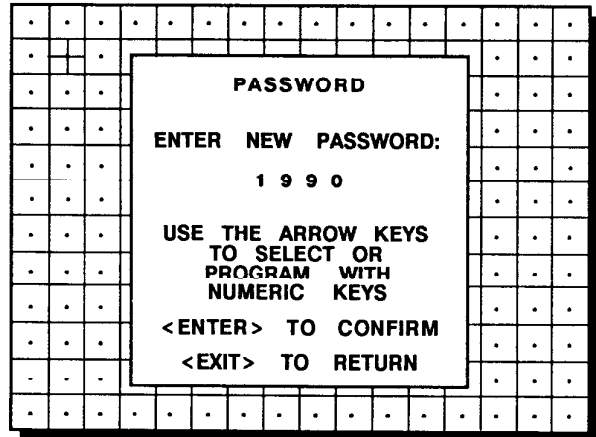 PASSWORD
ENTER NEW PASSWORD:
1 9 9 0
USE THE ARROW KEYS
TO SELECT OR
PROGRAM WITH
NUMERIC KEYS
<ENTER> TO CONFIRM
<EXIT> TO RETURN